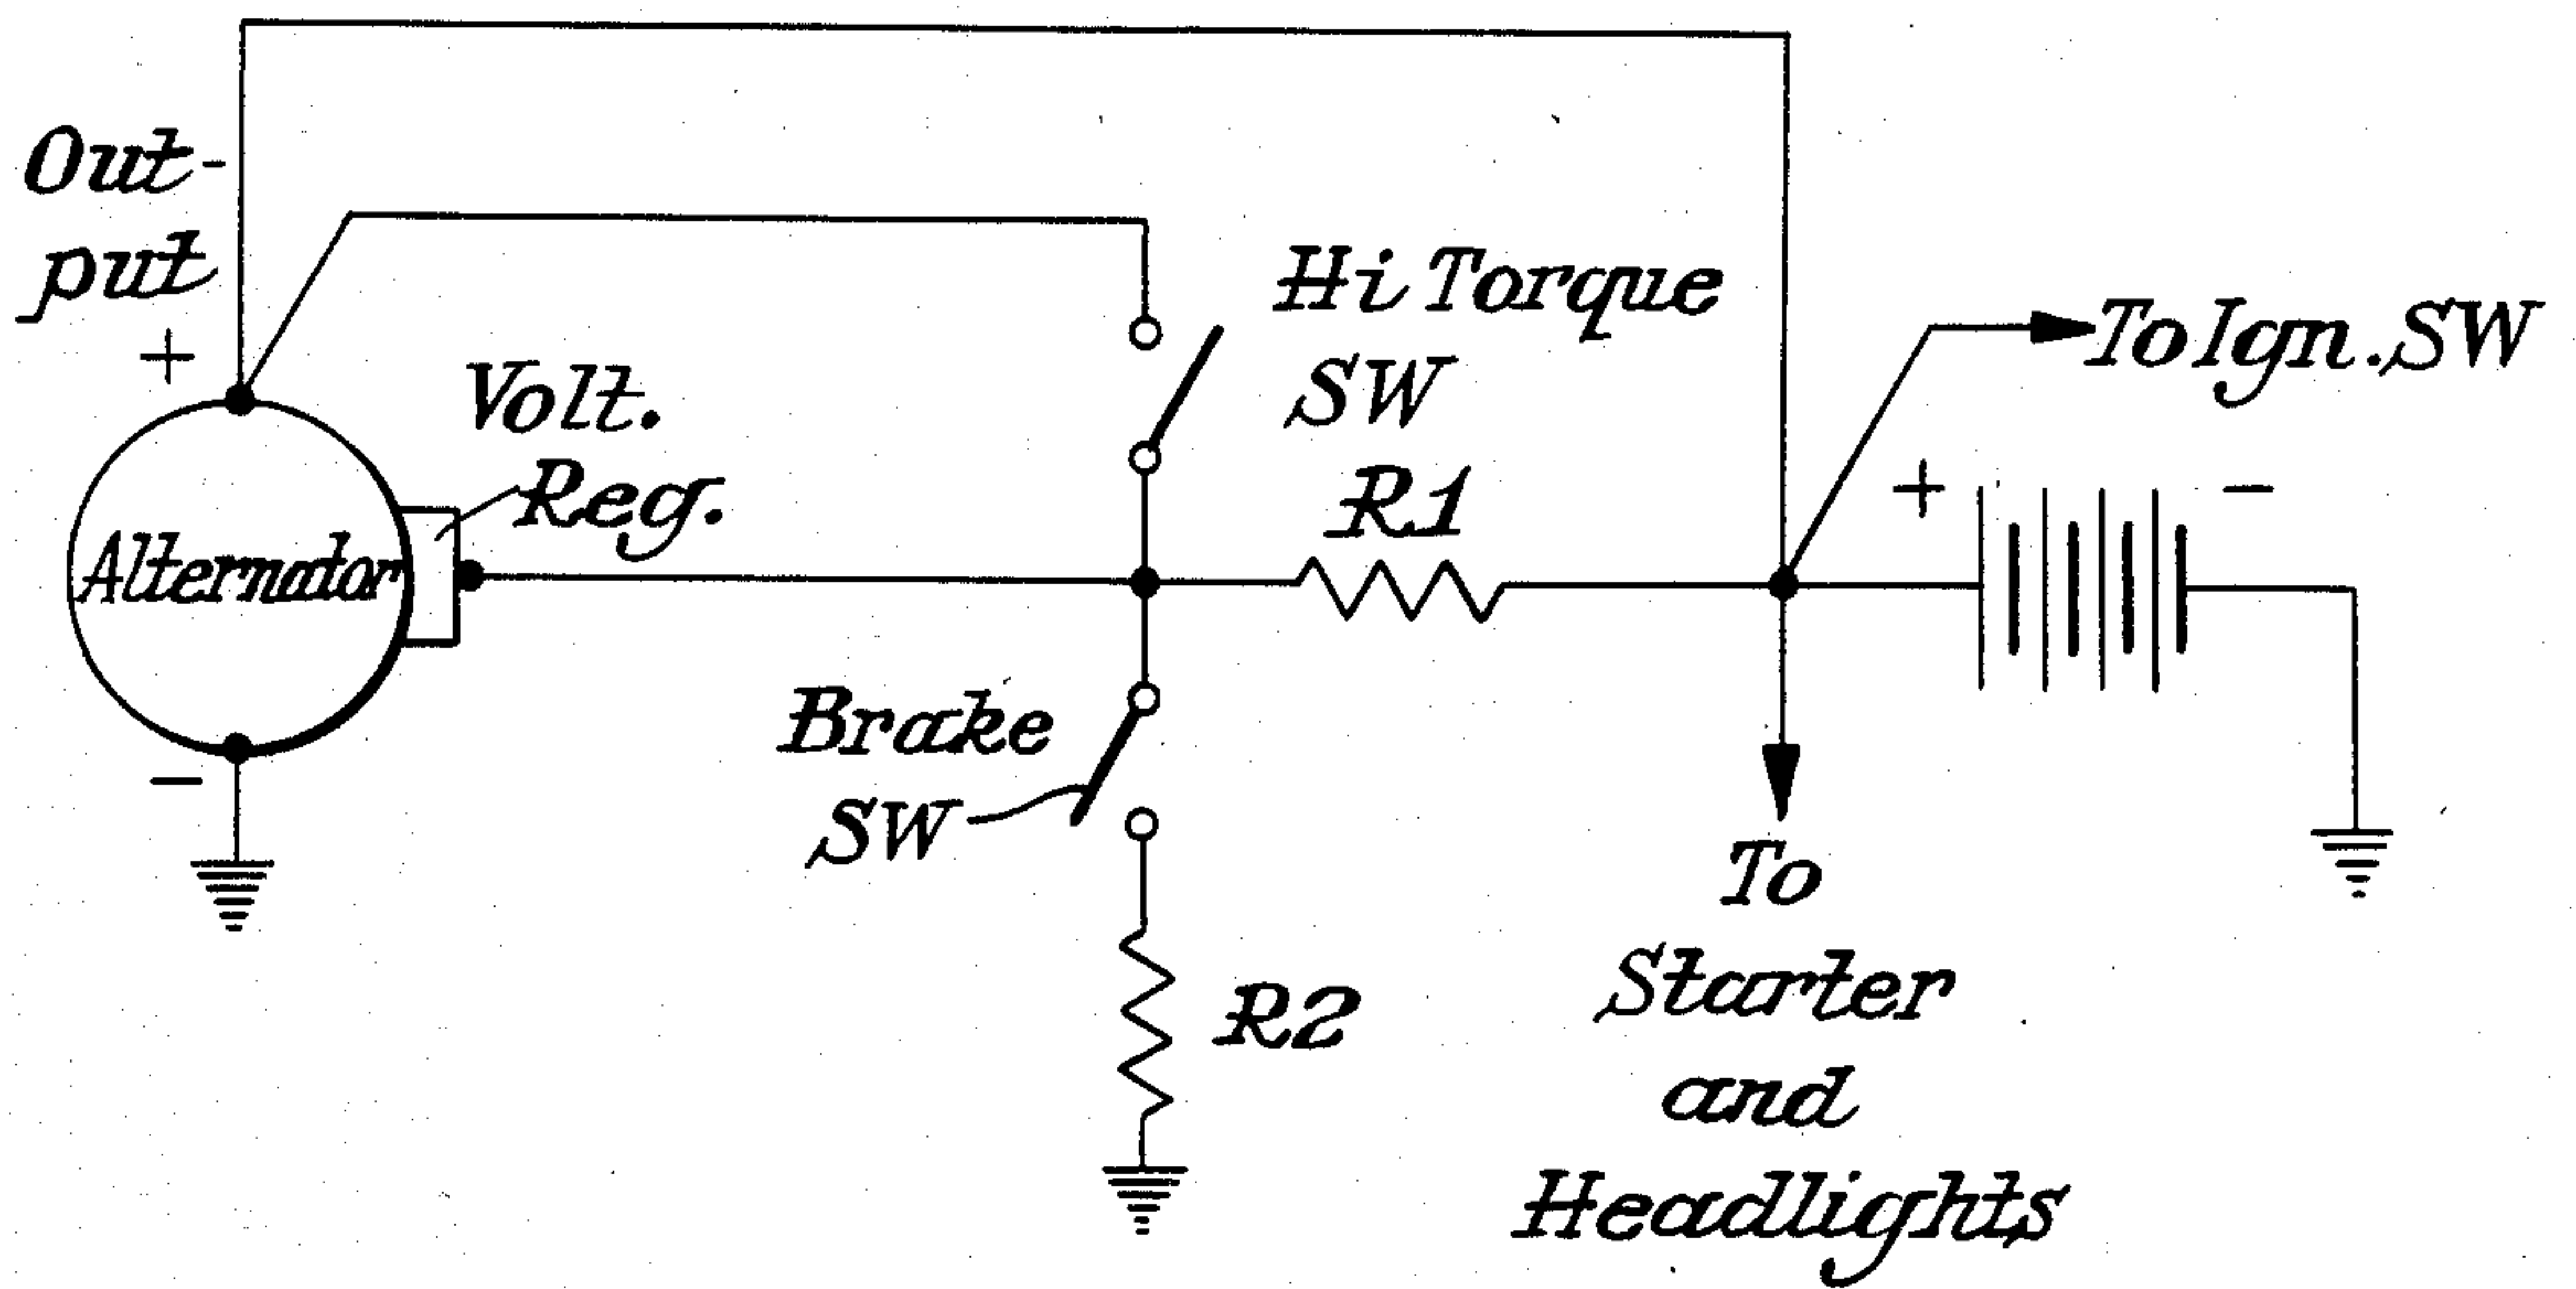 Out-
put
+
Volt.
Reg.
Alternator
−
Hi Torque
SW
R1
Brake
SW
R2
To Ign. SW
+
−
To
Starter
and
Headlights